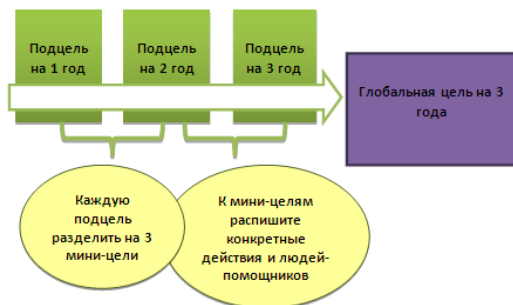 Подцель
на 1 год
Подцель
на 2 год
Подцель
на 3 год
Глобальная цель на 3
года
Каждую
подцель
разделить на 3
мини-цели
К мини-целям
распишите
конкретные
действия и людей-
помощников